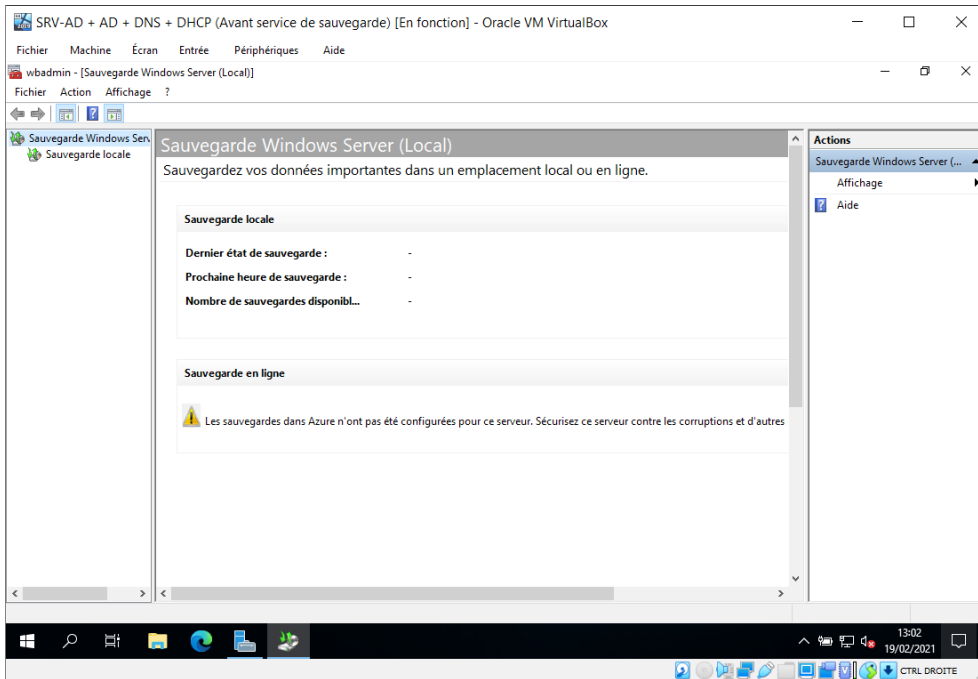 SRV-AD + AD + DNS + DHCP (Avant service de sauvegarde) [En fonction] - Oracle VM VirtualBox
Fichier Machine Écran Entrée Périphériques Aide
wbadmin - [Sauvegarde Windows Server (Local)]
Fichier Action Affichage ?
Sauvegarde Windows Serv
Sauvegarde locale
Sauvegarde Windows Server (Local)
Sauvegardez vos données importantes dans un emplacement local ou en ligne.
Sauvegarde locale
Dernier état de sauvegarde : -
Prochaine heure de sauvegarde : -
Nombre de sauvegardes disponibl... -
Sauvegarde en ligne
Les sauvegardes dans Azure n'ont pas été configurées pour ce serveur. Sécurisez ce serveur contre les corruptions et d'autres
Actions
Sauvegarde Windows Server (...
Affichage
Aide
13:02
19/02/2021
CTRL DROITE